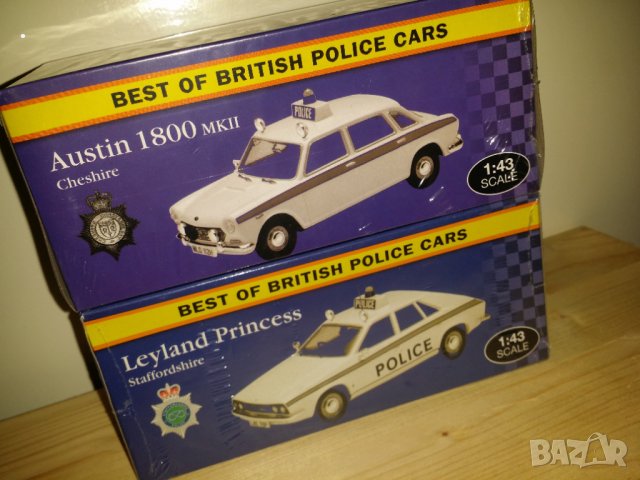 BEST OF BRITISH POLICE CARS
Austin 1800 MKII
Cheshire
POLICE
1:43
SCALE
BEST OF BRITISH POLICE CARS
Leyland Princess
Staffordshire
POLICE
POLICE
1:43
SCALE
BAZAR